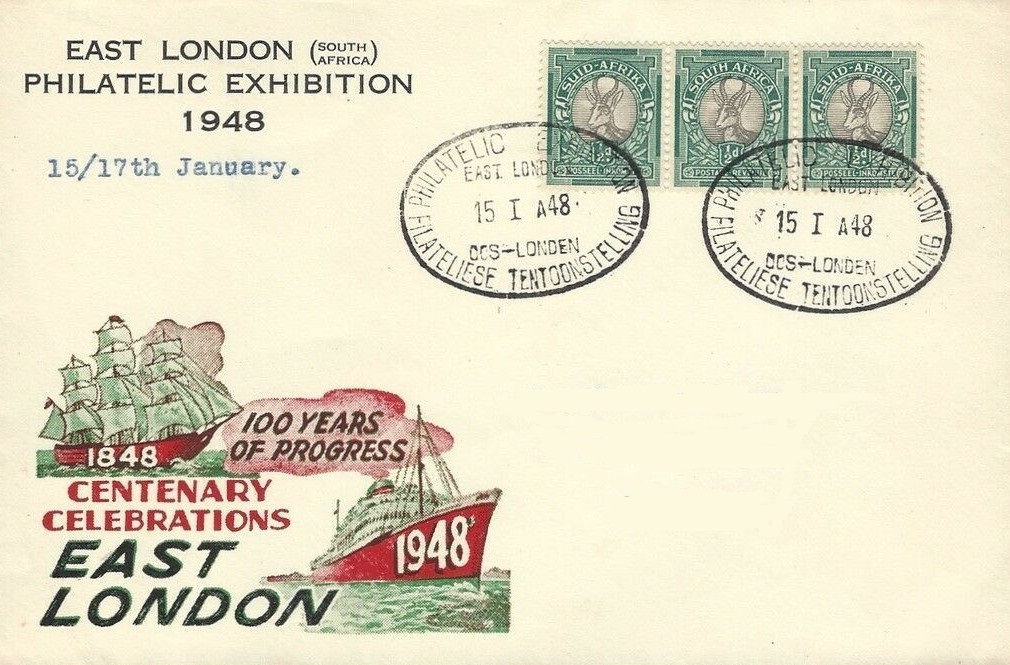 EAST LONDON (SOUTH AFRICA)
PHILATELIC EXHIBITION
1948
15/17th January.
SUID-AFRIKA
SOUTH AFRICA
SUID-AFRIKA
½d
½d
½d
POSSEEL-INKOMSTE
POSTAGE REVENUE
POSSEEL-INKOMSTE
PHILATELIC EXHIBITION
EAST LONDON
15 I A48
OOS-LONDEN
FILATELIESE TENTOONSTELLING
PHILATELIC EXHIBITION
EAST LONDON
15 I A48
OOS-LONDEN
FILATELIESE TENTOONSTELLING
1848
100 YEARS
OF PROGRESS
CENTENARY
CELEBRATIONS
1948
EAST
LONDON